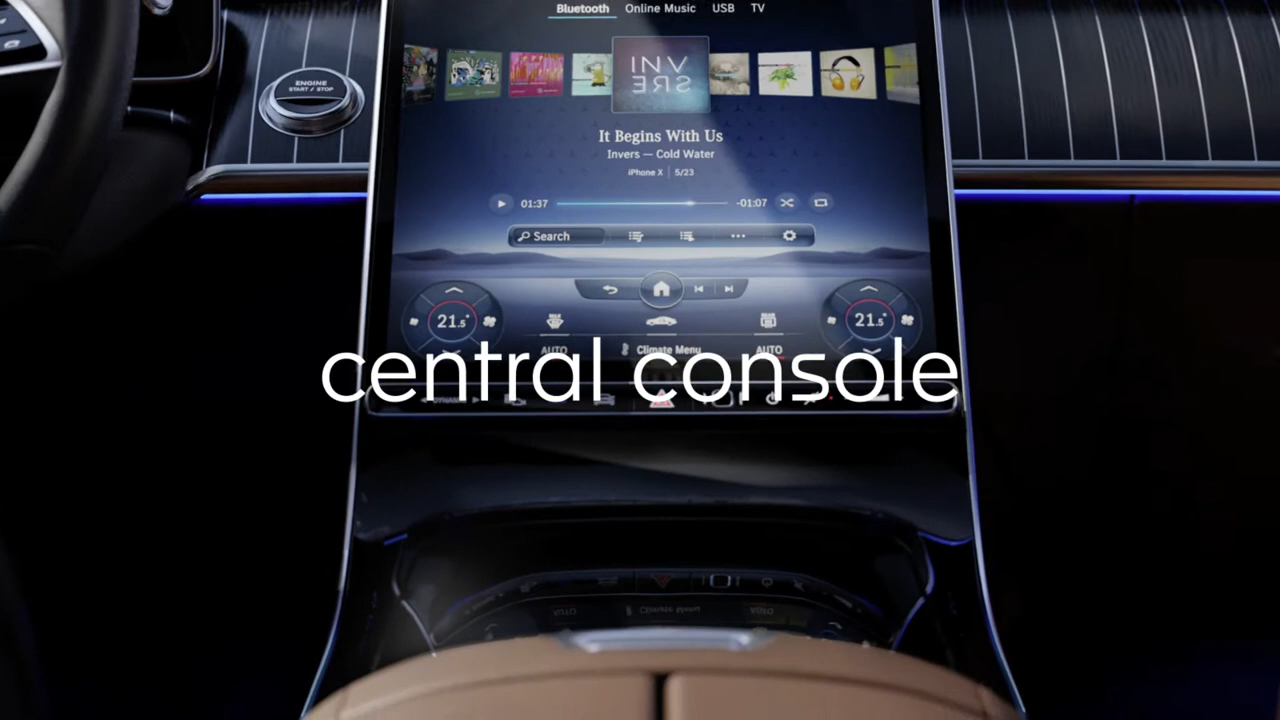 Bluetooth Online Music USB TV
ENGINE
START / STOP
INV
SRE
It Begins With Us
Invers — Cold Water
iPhone X | 5/23
01:37 -01:07
Search
21.5° 21.5°
AUTO Climate Menu AUTO
central console